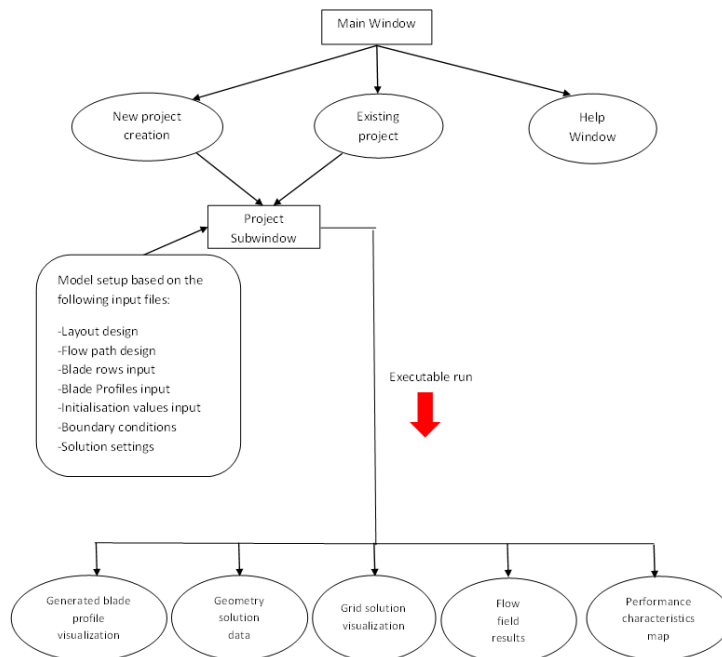 Main Window
New project
creation
Existing
project
Help
Window
Project
Subwindow
Model setup based on the
following input files:
-Layout design
-Flow path design
-Blade rows input
-Blade Profiles input
-Initialisation values input
-Boundary conditions
-Solution settings
Executable run
Generated blade
profile
visualization
Geometry
solution
data
Grid solution
visualization
Flow
field
results
Performance
characteristics
map